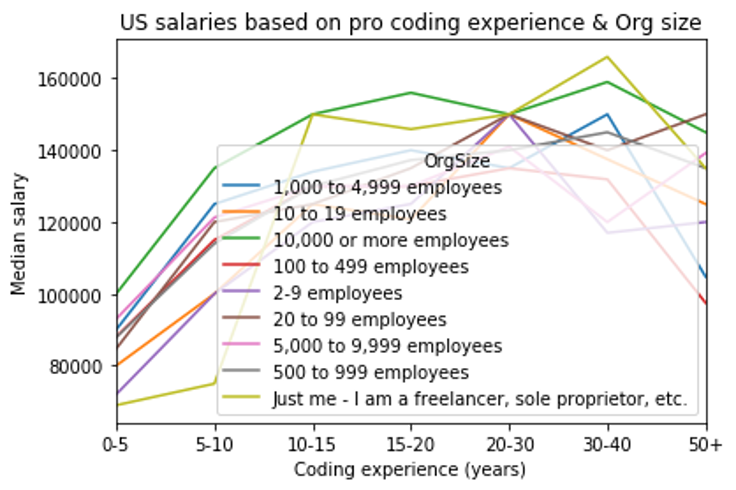 US salaries based on pro coding experience & Org size
160000
140000
120000
100000
80000
Median salary
OrgSize
1,000 to 4,999 employees
10 to 19 employees
10,000 or more employees
100 to 499 employees
2-9 employees
20 to 99 employees
5,000 to 9,999 employees
500 to 999 employees
Just me - I am a freelancer, sole proprietor, etc.
0-5 5-10 10-15 15-20 20-30 30-40 50+
Coding experience (years)